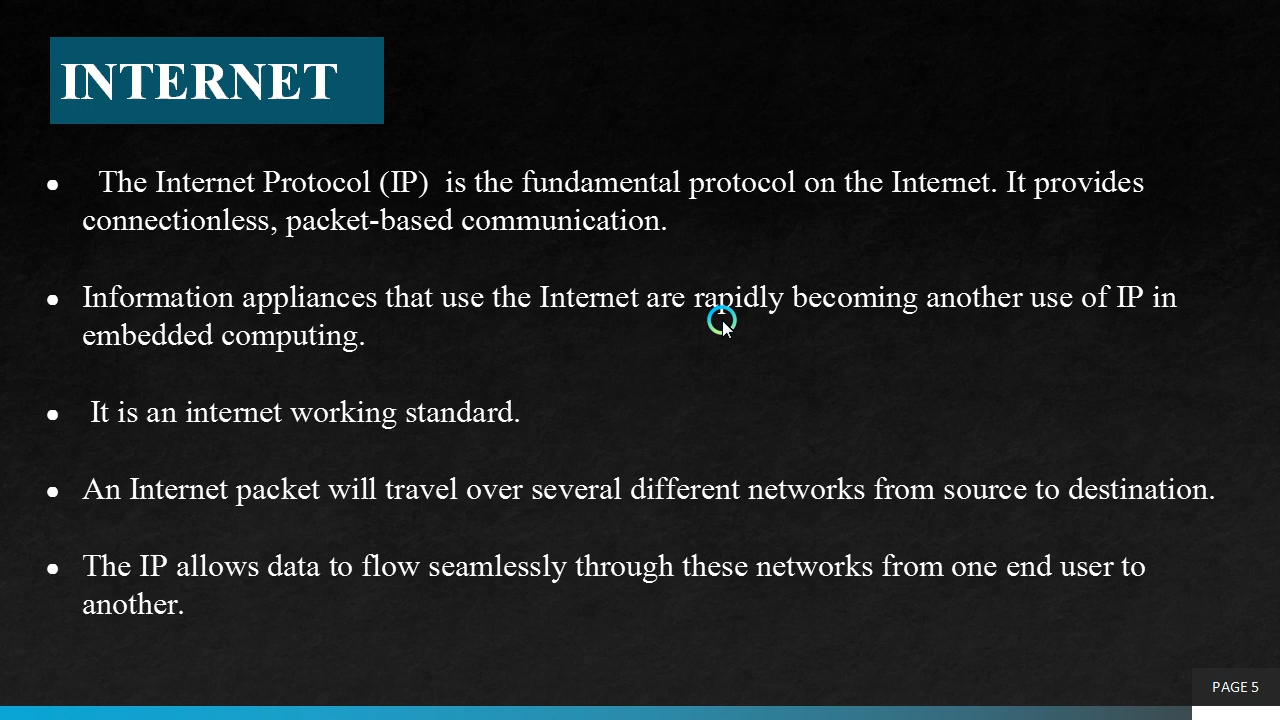 INTERNET
• The Internet Protocol (IP) is the fundamental protocol on the Internet. It provides
connectionless, packet-based communication.
• Information appliances that use the Internet are rapidly becoming another use of IP in
embedded computing.
• It is an internet working standard.
• An Internet packet will travel over several different networks from source to destination.
• The IP allows data to flow seamlessly through these networks from one end user to
another.
PAGE 5